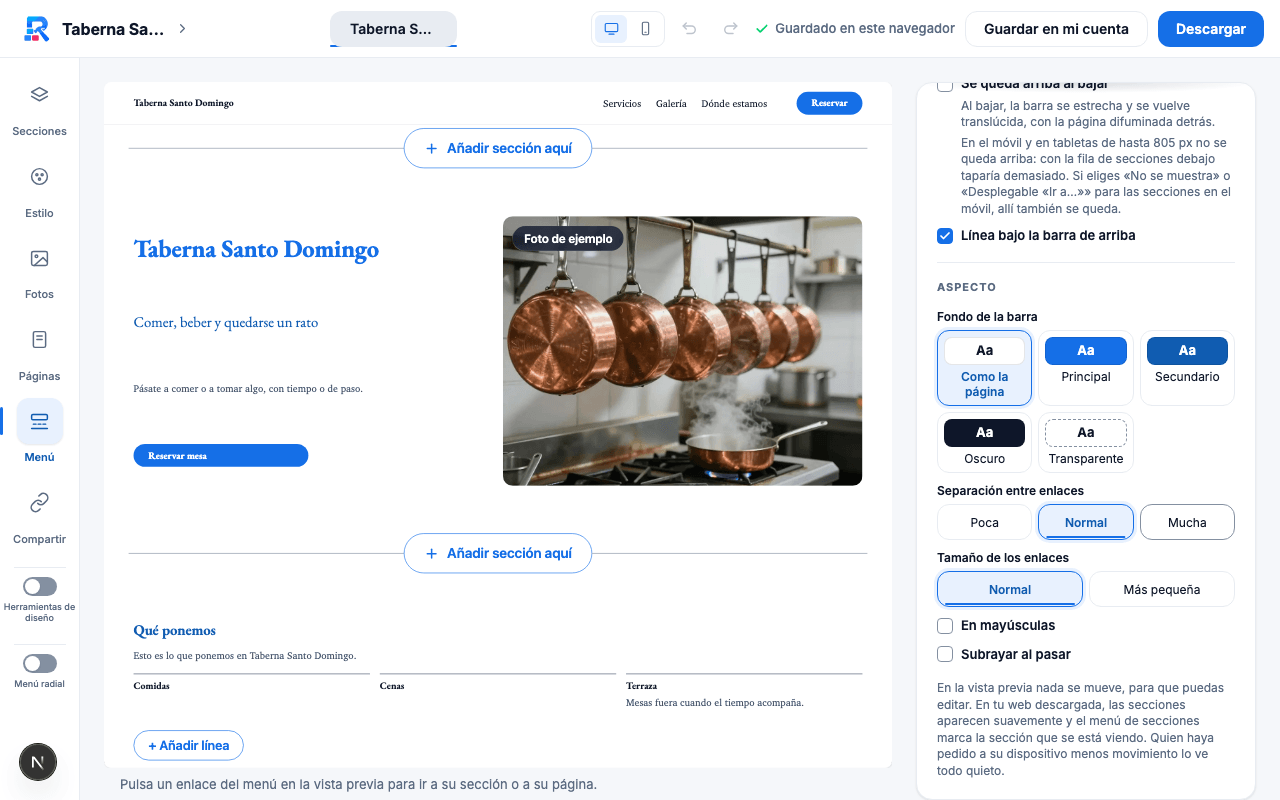 Taberna Sa...
Taberna S...
Guardado en este navegador
Guardar en mi cuenta
Descargar
Secciones
Estilo
Fotos
Páginas
Menú
Compartir
Herramientas de
diseño
Menú radial
N
Taberna Santo Domingo
Servicios
Galería
Dónde estamos
Reservar
+ Añadir sección aquí
Taberna Santo Domingo
Comer, beber y quedarse un rato
Pásate a comer o a tomar algo, con tiempo o de paso.
Reservar mesa
Foto de ejemplo
+ Añadir sección aquí
Qué ponemos
Esto es lo que ponemos en Taberna Santo Domingo.
Comidas
Cenas
Terraza
Mesas fuera cuando el tiempo acompaña.
+ Añadir línea
Pulsa un enlace del menú en la vista previa para ir a su sección o a su página.
Se queda arriba al bajar
Al bajar, la barra se estrecha y se vuelve
translúcida, con la página difuminada detrás.
En el móvil y en tabletas de hasta 805 px no se
queda arriba: con la fila de secciones debajo
taparía demasiado. Si eliges «No se muestra» o
«Desplegable «Ir a...»» para las secciones en el
móvil, allí también se queda.
Línea bajo la barra de arriba
ASPECTO
Fondo de la barra
Aa
Como la
página
Aa
Principal
Aa
Secundario
Aa
Oscuro
Aa
Transparente
Separación entre enlaces
Poca
Normal
Mucha
Tamaño de los enlaces
Normal
Más pequeña
En mayúsculas
Subrayar al pasar
En la vista previa nada se mueve, para que puedas
editar. En tu web descargada, las secciones
aparecen suavemente y el menú de secciones
marca la sección que se está viendo. Quien haya
pedido a su dispositivo menos movimiento lo ve
todo quieto.